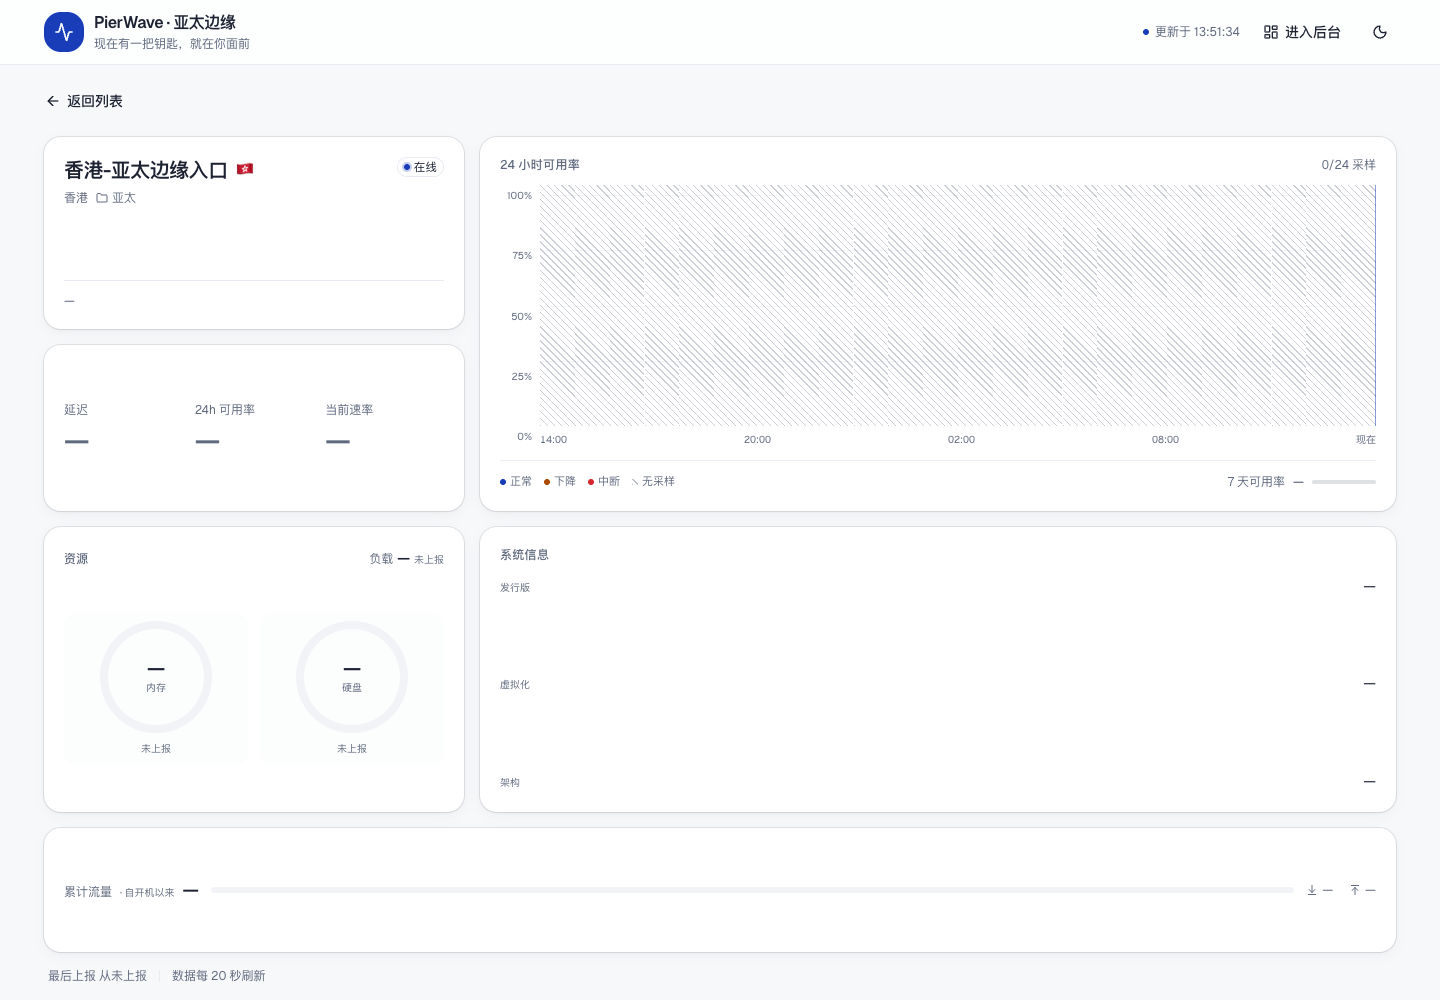 PierWave · 亚太边缘
现在有一把钥匙，就在你面前
更新于 13:51:34
进入后台
返回列表
香港-亚太边缘入口
在线
香港 亚太
—
24 小时可用率
0/24 采样
100%
75%
50%
25%
0%
14:00 20:00 02:00 08:00 现在
正常 下降 中断 无采样
7 天可用率 —
延迟 24h 可用率 当前速率
— — —
资源
负载 — 未上报
—
内存
未上报
—
硬盘
未上报
系统信息
发行版 —
虚拟化 —
架构 —
累计流量 · 自开机以来 —
— —
最后上报 从未上报
数据每 20 秒刷新